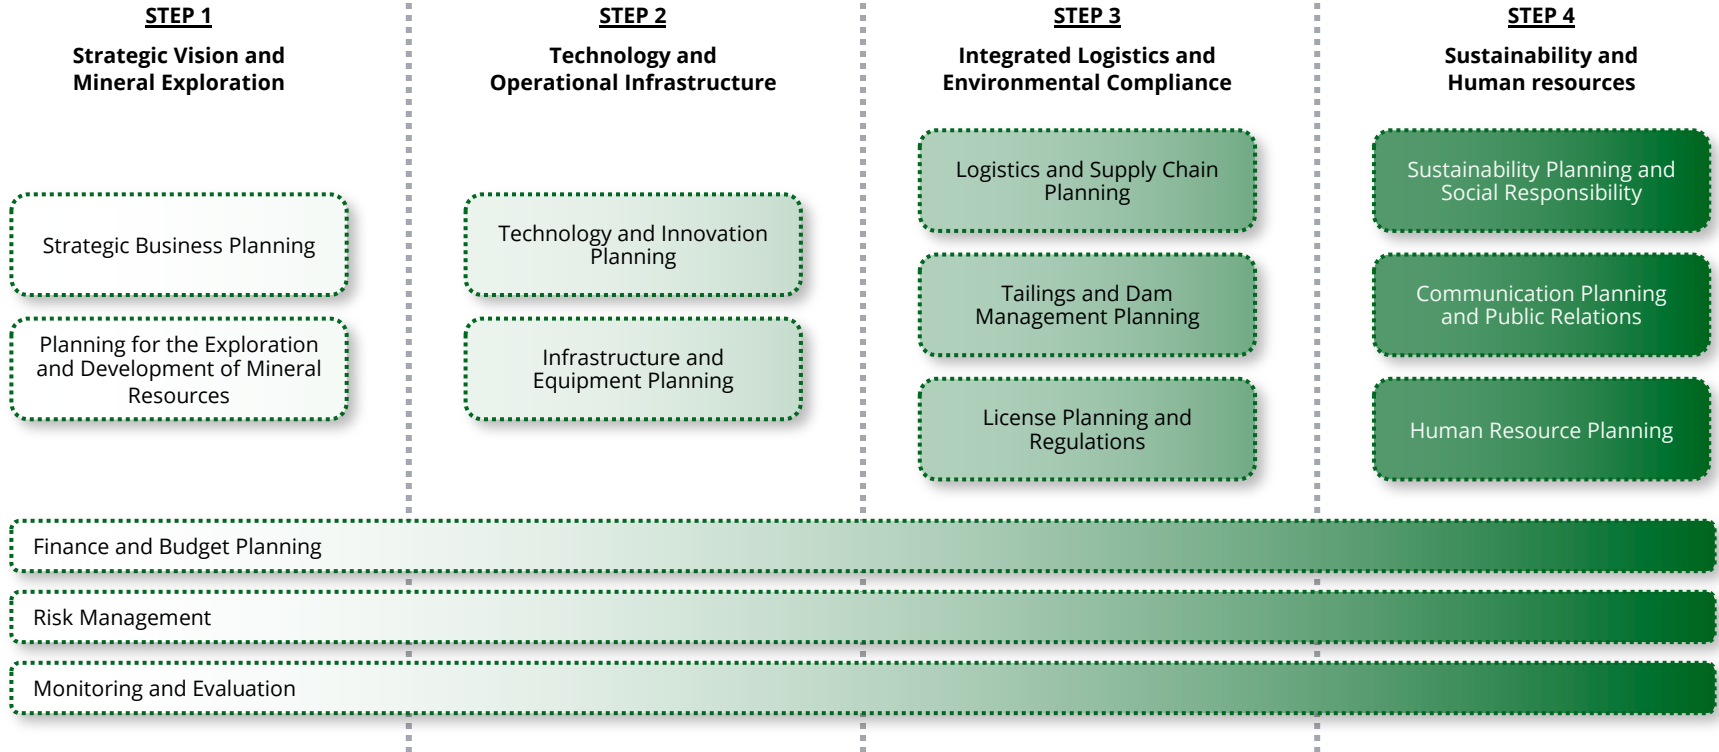 STEP 1
Strategic Vision and
Mineral Exploration
Strategic Business Planning
Planning for the Exploration
and Development of Mineral
Resources
STEP 2
Technology and
Operational Infrastructure
Technology and Innovation
Planning
Infrastructure and
Equipment Planning
STEP 3
Integrated Logistics and
Environmental Compliance
Logistics and Supply Chain
Planning
Tailings and Dam
Management Planning
License Planning and
Regulations
STEP 4
Sustainability and
Human resources
Sustainability Planning and
Social Responsibility
Communication Planning
and Public Relations
Human Resource Planning
Finance and Budget Planning
Risk Management
Monitoring and Evaluation